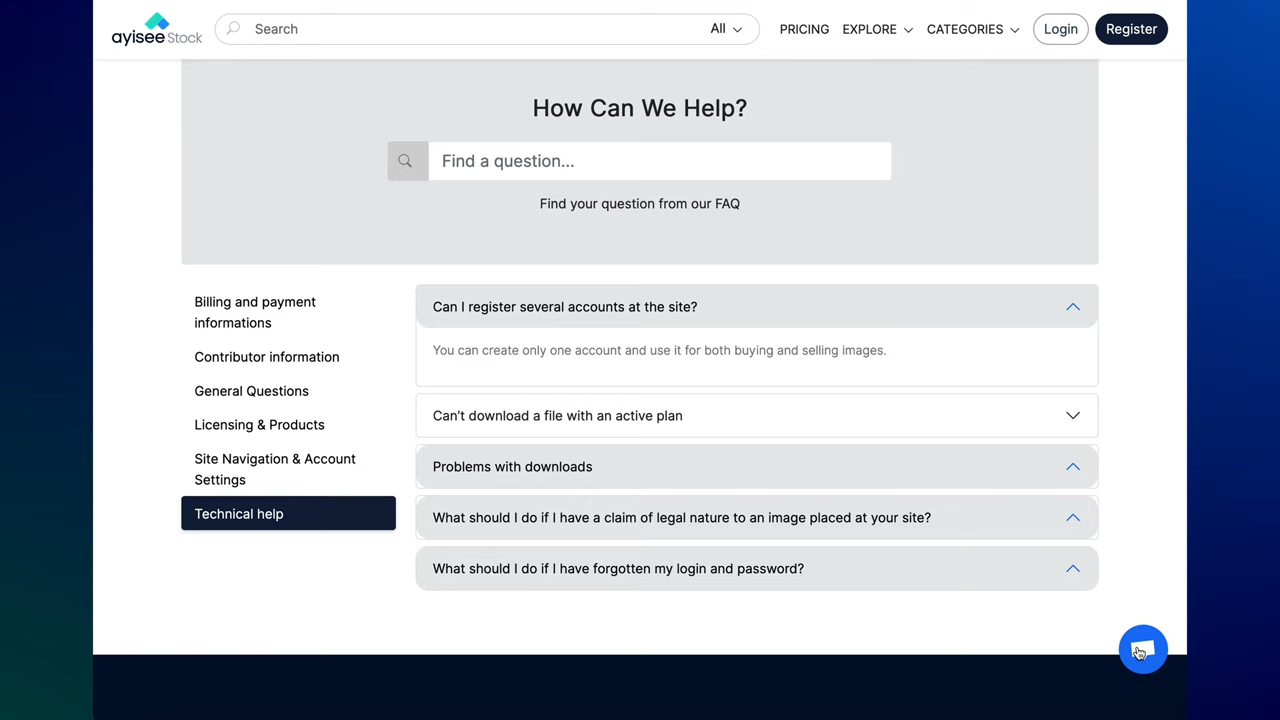 ayisee Stock
Search
All
PRICING
EXPLORE
CATEGORIES
Login
Register
How Can We Help?
Find a question...
Find your question from our FAQ
Billing and payment
informations
Contributor information
General Questions
Licensing & Products
Site Navigation & Account
Settings
Technical help
Can I register several accounts at the site?
You can create only one account and use it for both buying and selling images.
Can’t download a file with an active plan
Problems with downloads
What should I do if I have a claim of legal nature to an image placed at your site?
What should I do if I have forgotten my login and password?